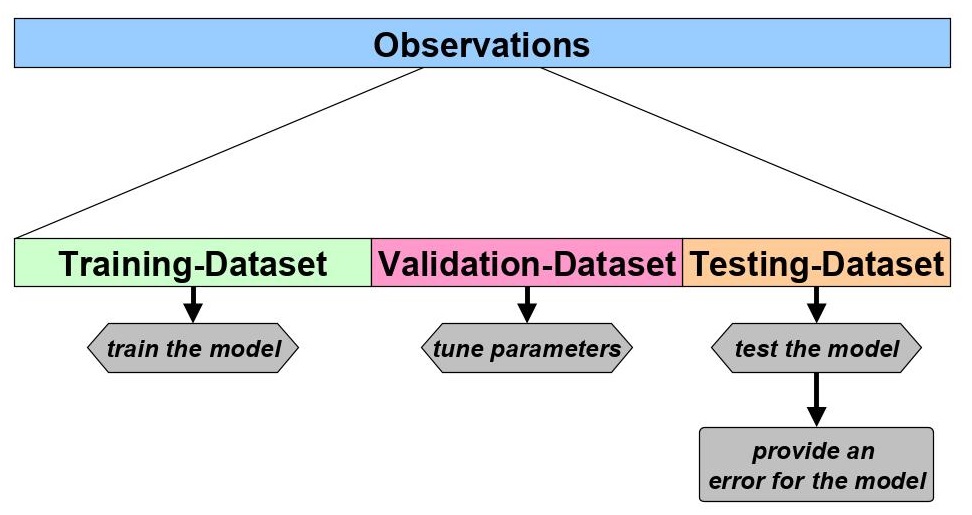 Observations
Training-Dataset
Validation-Dataset
Testing-Dataset
train the model
tune parameters
test the model
provide an
error for the model